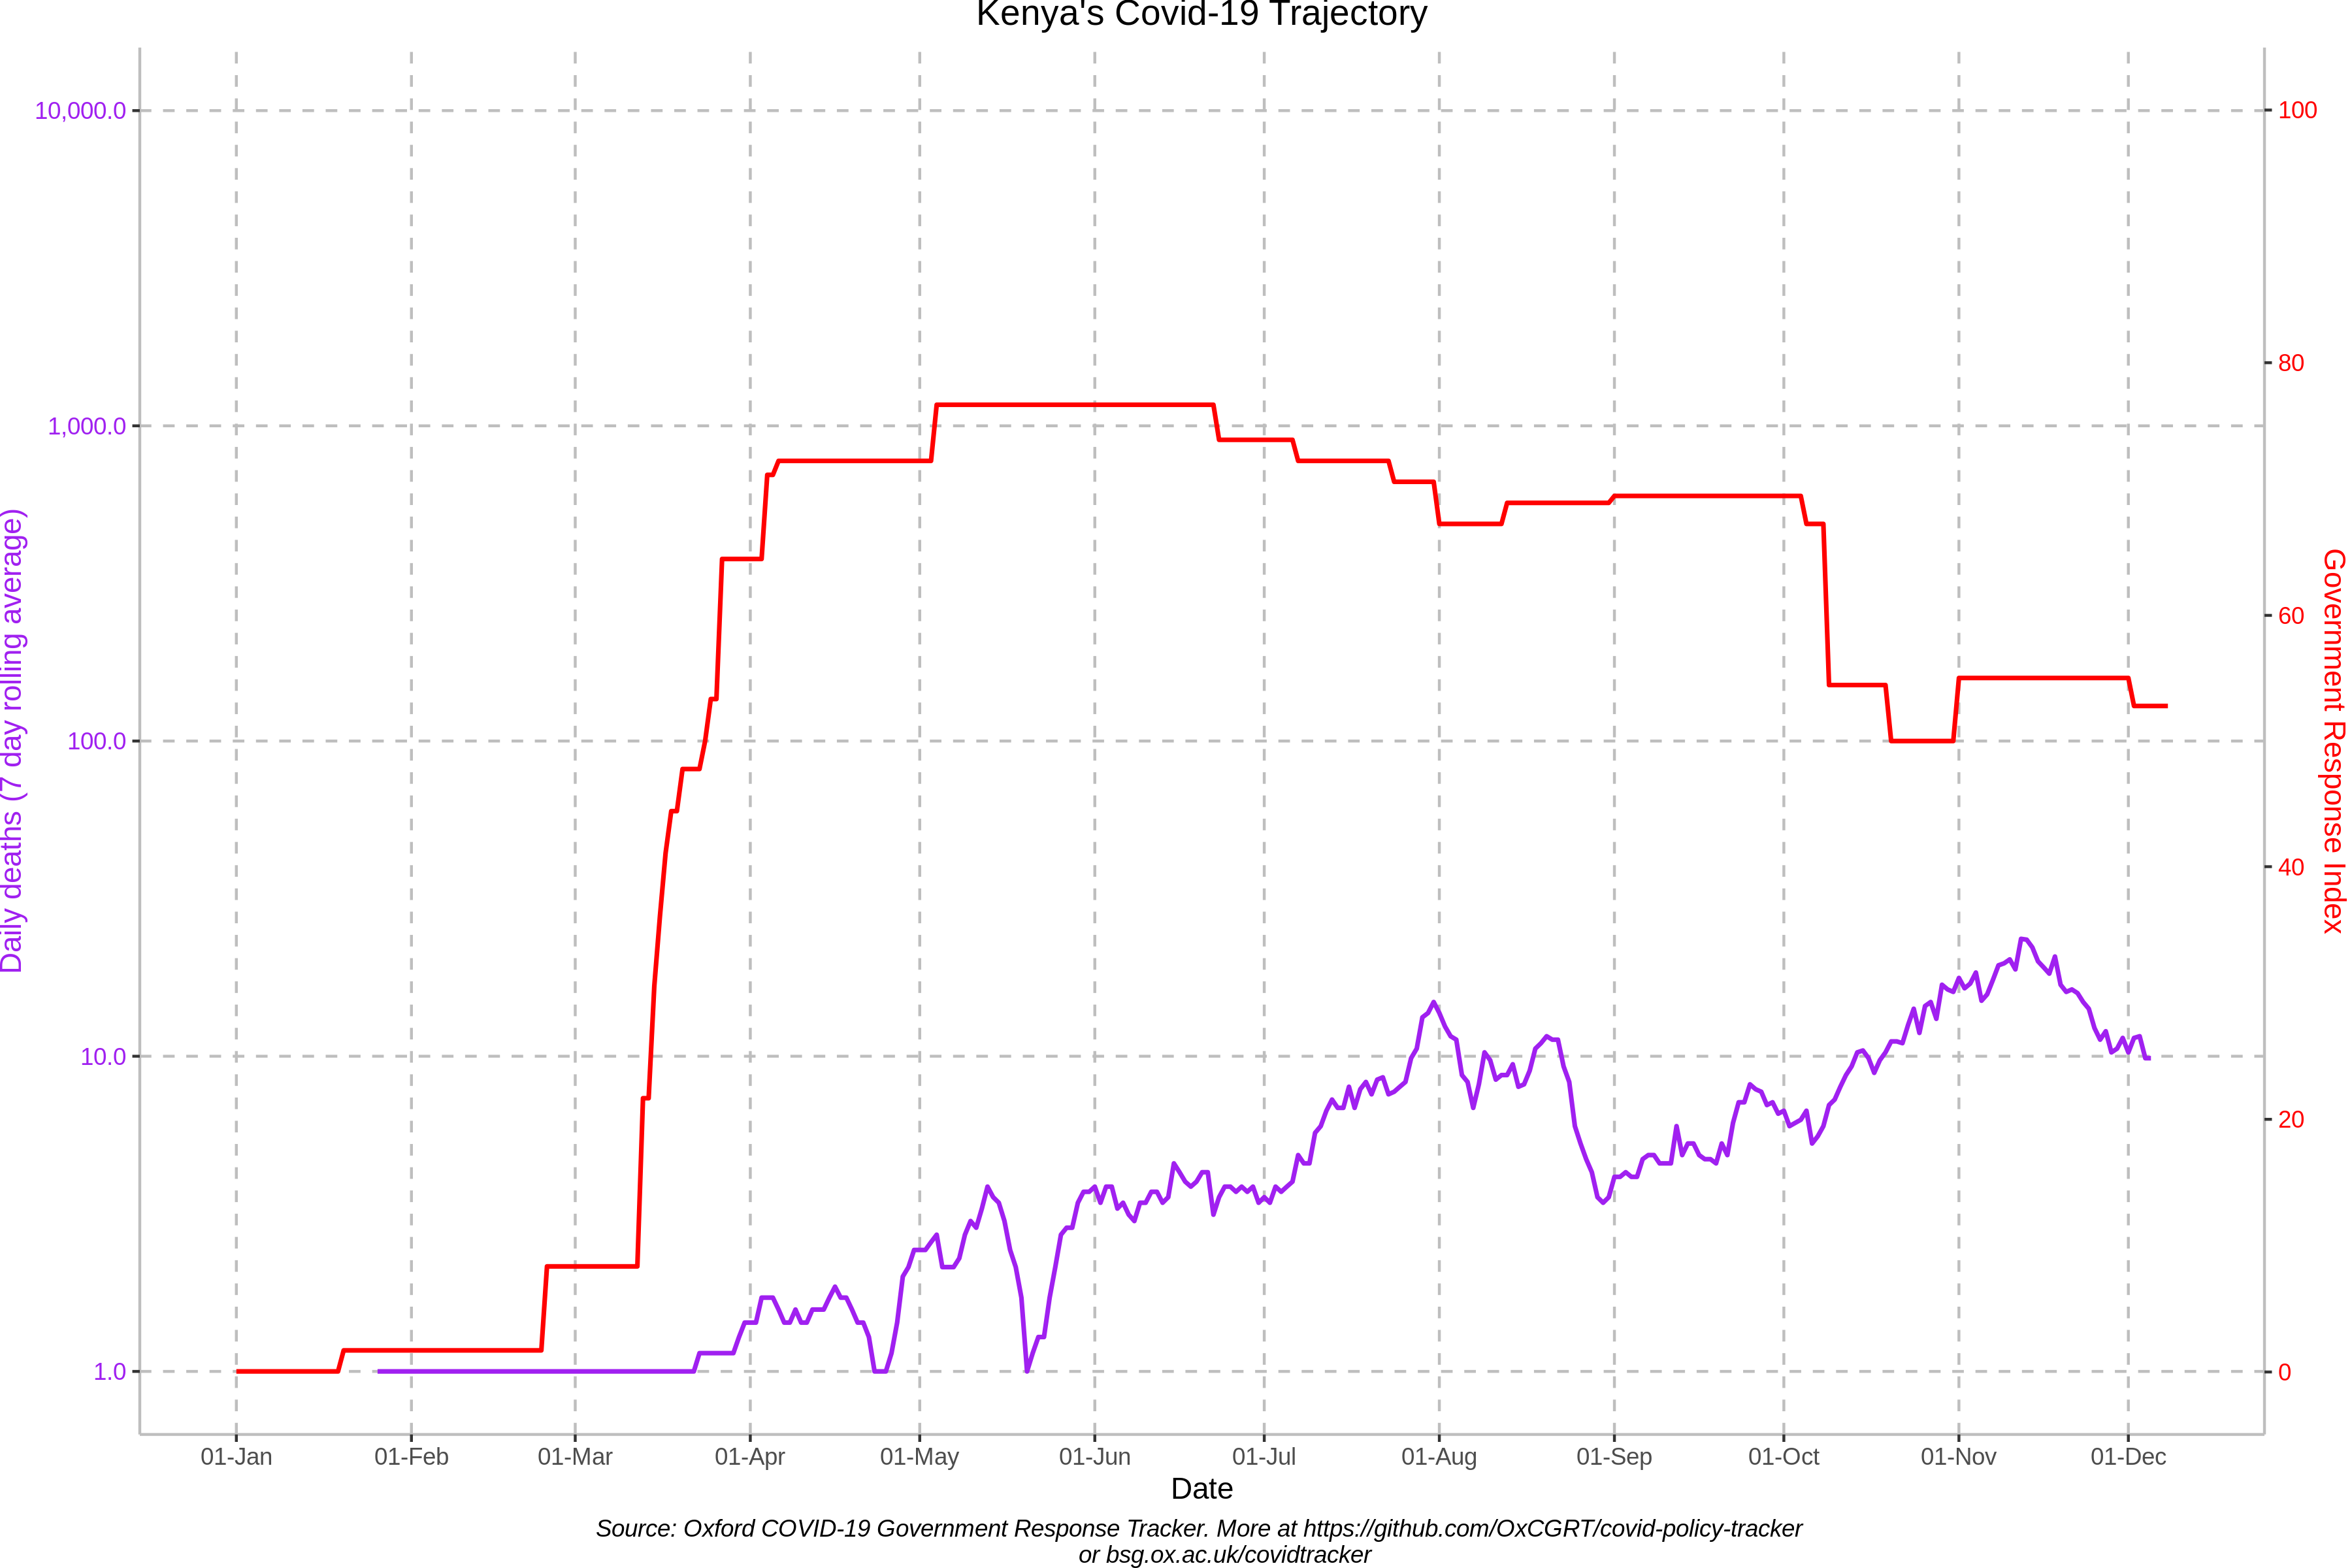 Kenya's Covid-19 Trajectory
10,000.0
1,000.0
100.0
10.0
1.0
Daily deaths (7 day rolling average)
100
80
60
40
20
0
Government Response Index
01-Jan 01-Feb 01-Mar 01-Apr 01-May 01-Jun 01-Jul 01-Aug 01-Sep 01-Oct 01-Nov 01-Dec
Date
Source: Oxford COVID-19 Government Response Tracker. More at https://github.com/OxCGRT/covid-policy-tracker
or bsg.ox.ac.uk/covidtracker